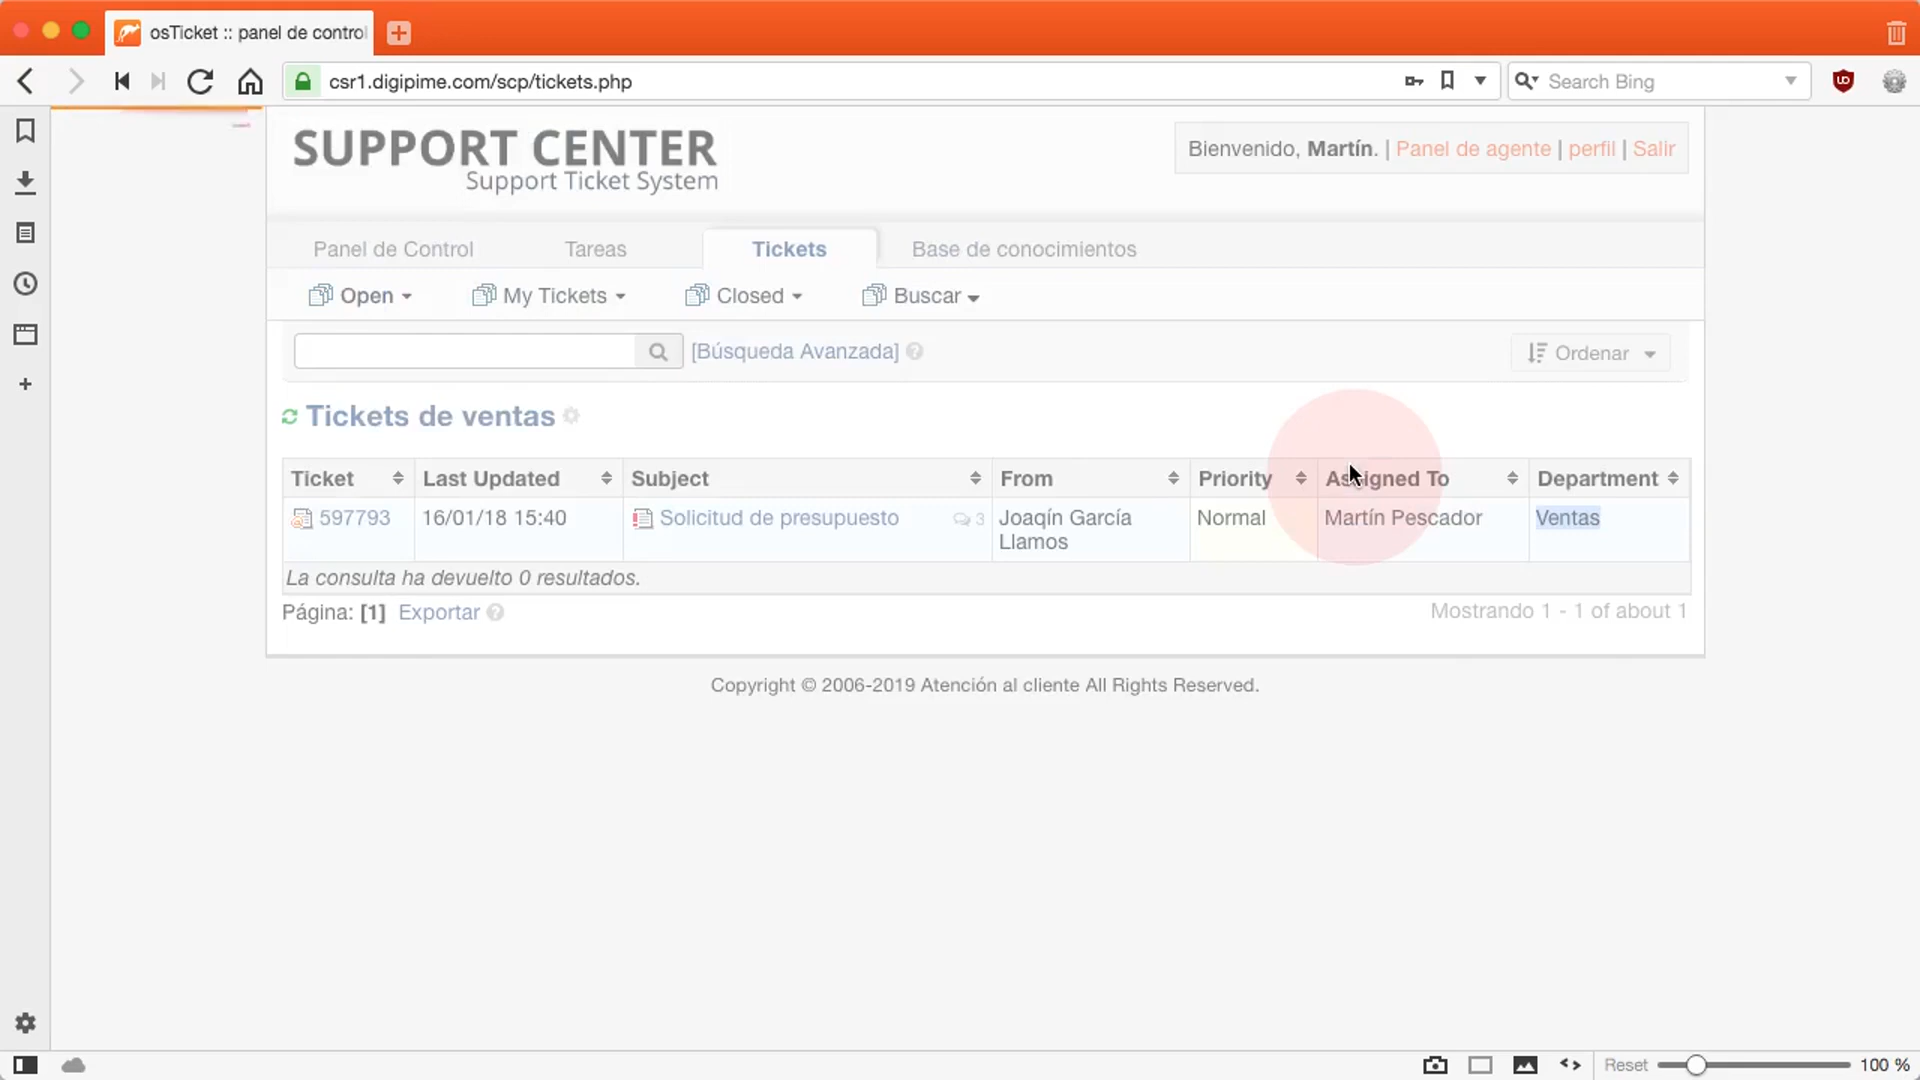 osTicket :: panel de control
csr1.digipime.com/scp/tickets.php
Search Bing
SUPPORT CENTER
Support Ticket System
Bienvenido, Martín. | Panel de agente | perfil | Salir
Panel de Control Tareas Tickets Base de conocimientos
Open My Tickets Closed Buscar
[Búsqueda Avanzada]
Ordenar
Tickets de ventas
Ticket Last Updated Subject From Priority Assigned To Department
597793 16/01/18 15:40 Solicitud de presupuesto 3 Joaqín García Normal Martín Pescador Ventas
Llamos
La consulta ha devuelto 0 resultados.
Página: [1] Exportar
Mostrando 1 - 1 of about 1
Copyright © 2006-2019 Atención al cliente All Rights Reserved.
Reset 100 %